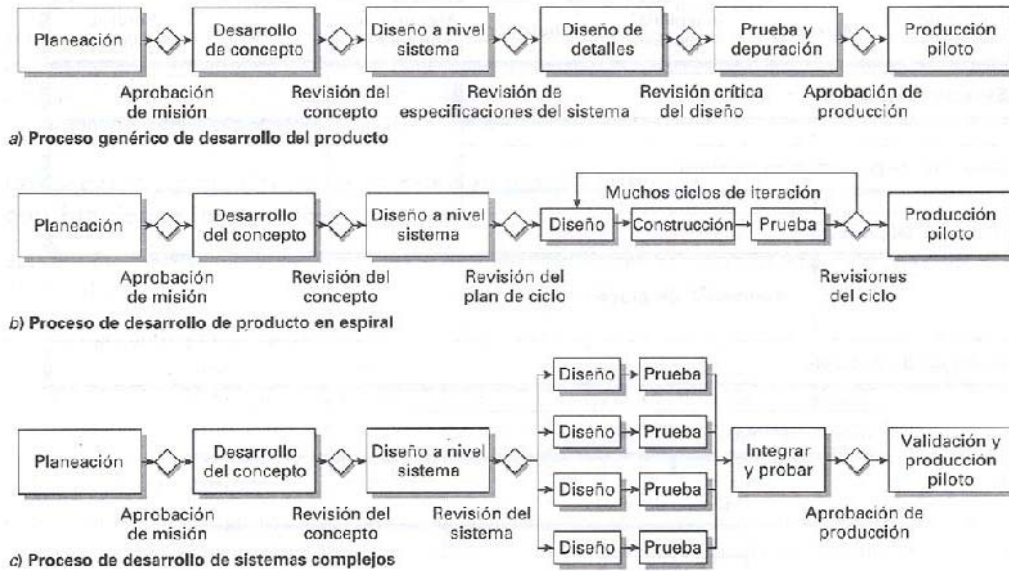 Planeación
Desarrollo
de concepto
Diseño a nivel
sistema
Diseño de
detalles
Prueba y
depuración
Producción
piloto
Aprobación
de misión
Revisión del
concepto
Revisión de
especificaciones del sistema
Revisión crítica
del diseño
Aprobación de
producción
a) Proceso genérico de desarrollo del producto
Muchos ciclos de iteración
Planeación
Desarrollo
del concepto
Diseño a nivel
sistema
Diseño
Construcción
Prueba
Producción
piloto
Aprobación
de misión
Revisión del
concepto
Revisión del
plan de ciclo
Revisiones
del ciclo
b) Proceso de desarrollo de producto en espiral
Planeación
Desarrollo
del concepto
Diseño a nivel
sistema
Diseño
Prueba
Diseño
Prueba
Diseño
Prueba
Diseño
Prueba
Integrar
y probar
Validación y
producción
piloto
Aprobación
de misión
Revisión del
concepto
Revisión del
sistema
Aprobación de
producción
c) Proceso de desarrollo de sistemas complejos